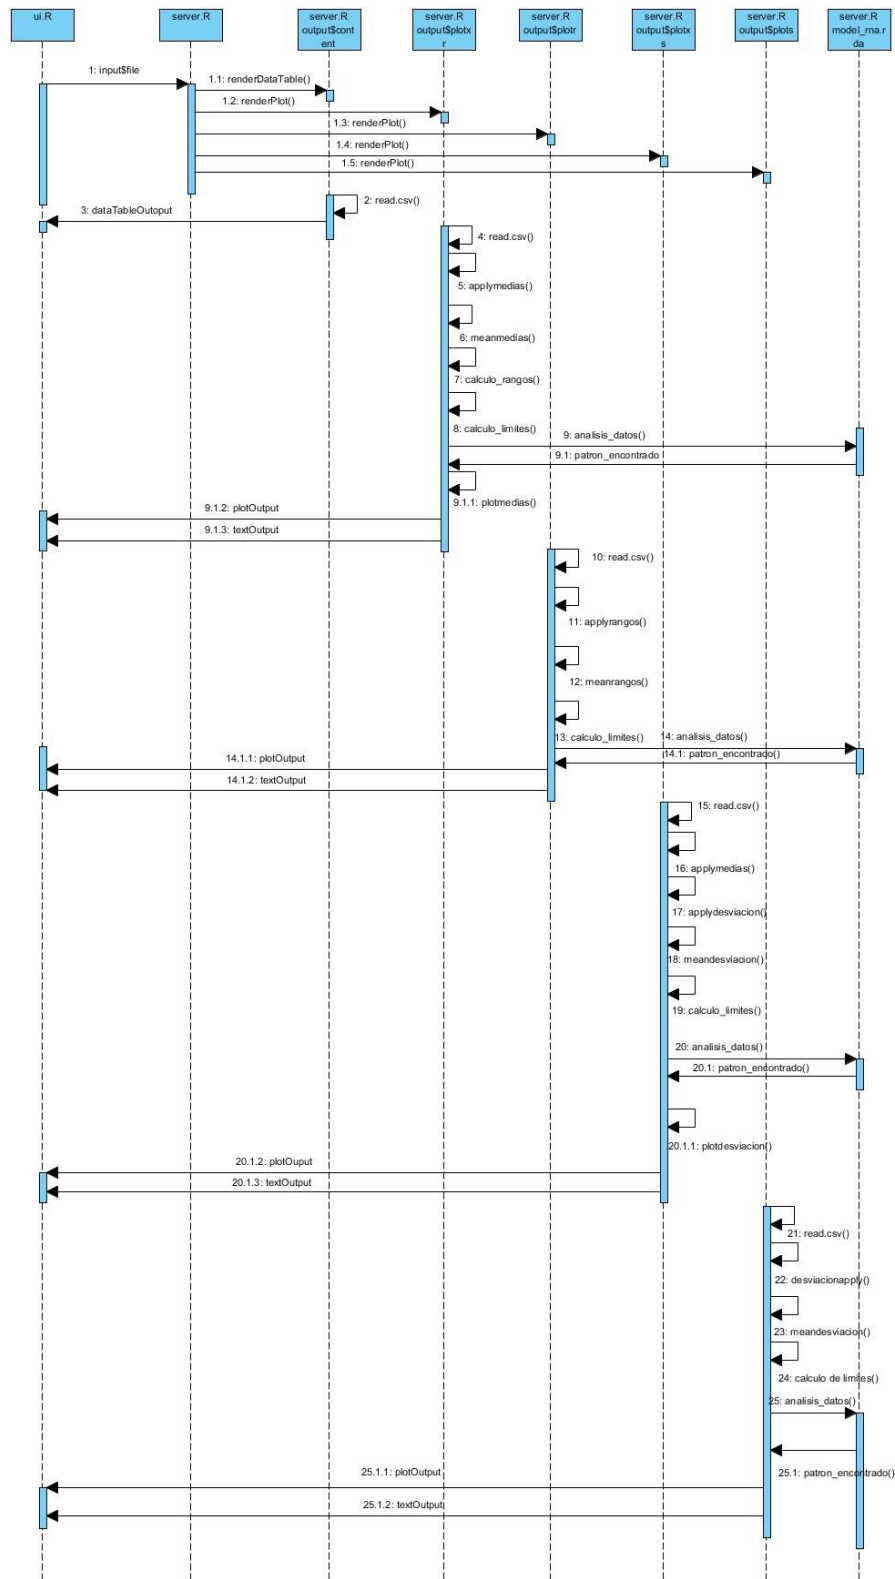 ui.R
server.R
server.R
output$cont
ent
server.R
output$plotx
r
server.R
output$plotr
server.R
output$plotx
s
server.R
output$plots
server.R
model_rna.r
da
1: input$file
1.1: renderDataTable()
1.2: renderPlot()
1.3: renderPlot()
1.4: renderPlot()
1.5: renderPlot()
2: read.csv()
3: dataTableOutoput
4: read.csv()
5: applymedias()
6: meanmedias()
7: calculo_rangos()
8: calculo_limites()
9: analisis_datos()
9.1: patron_encontrado
9.1.1: plotmedias()
9.1.2: plotOutput
9.1.3: textOutput
10: read.csv()
11: applyrangos()
12: meanrangos()
13: calculo_limites()
14: analisis_datos()
14.1: patron_encontrado()
14.1.1: plotOutput
14.1.2: textOutput
15: read.csv()
16: applymedias()
17: applydesviacion()
18: meandesviacion()
19: calculo_limites()
20: analisis_datos()
20.1: patron_encontrado()
20.1.1: plotdesviacion()
20.1.2: plotOuput
20.1.3: textOutput
21: read.csv()
22: desviacionapply()
23: meandesviacion()
24: calculo de limites()
25: analisis_datos()
25.1: patron_encontrado()
25.1.1: plotOutput
25.1.2: textOutput